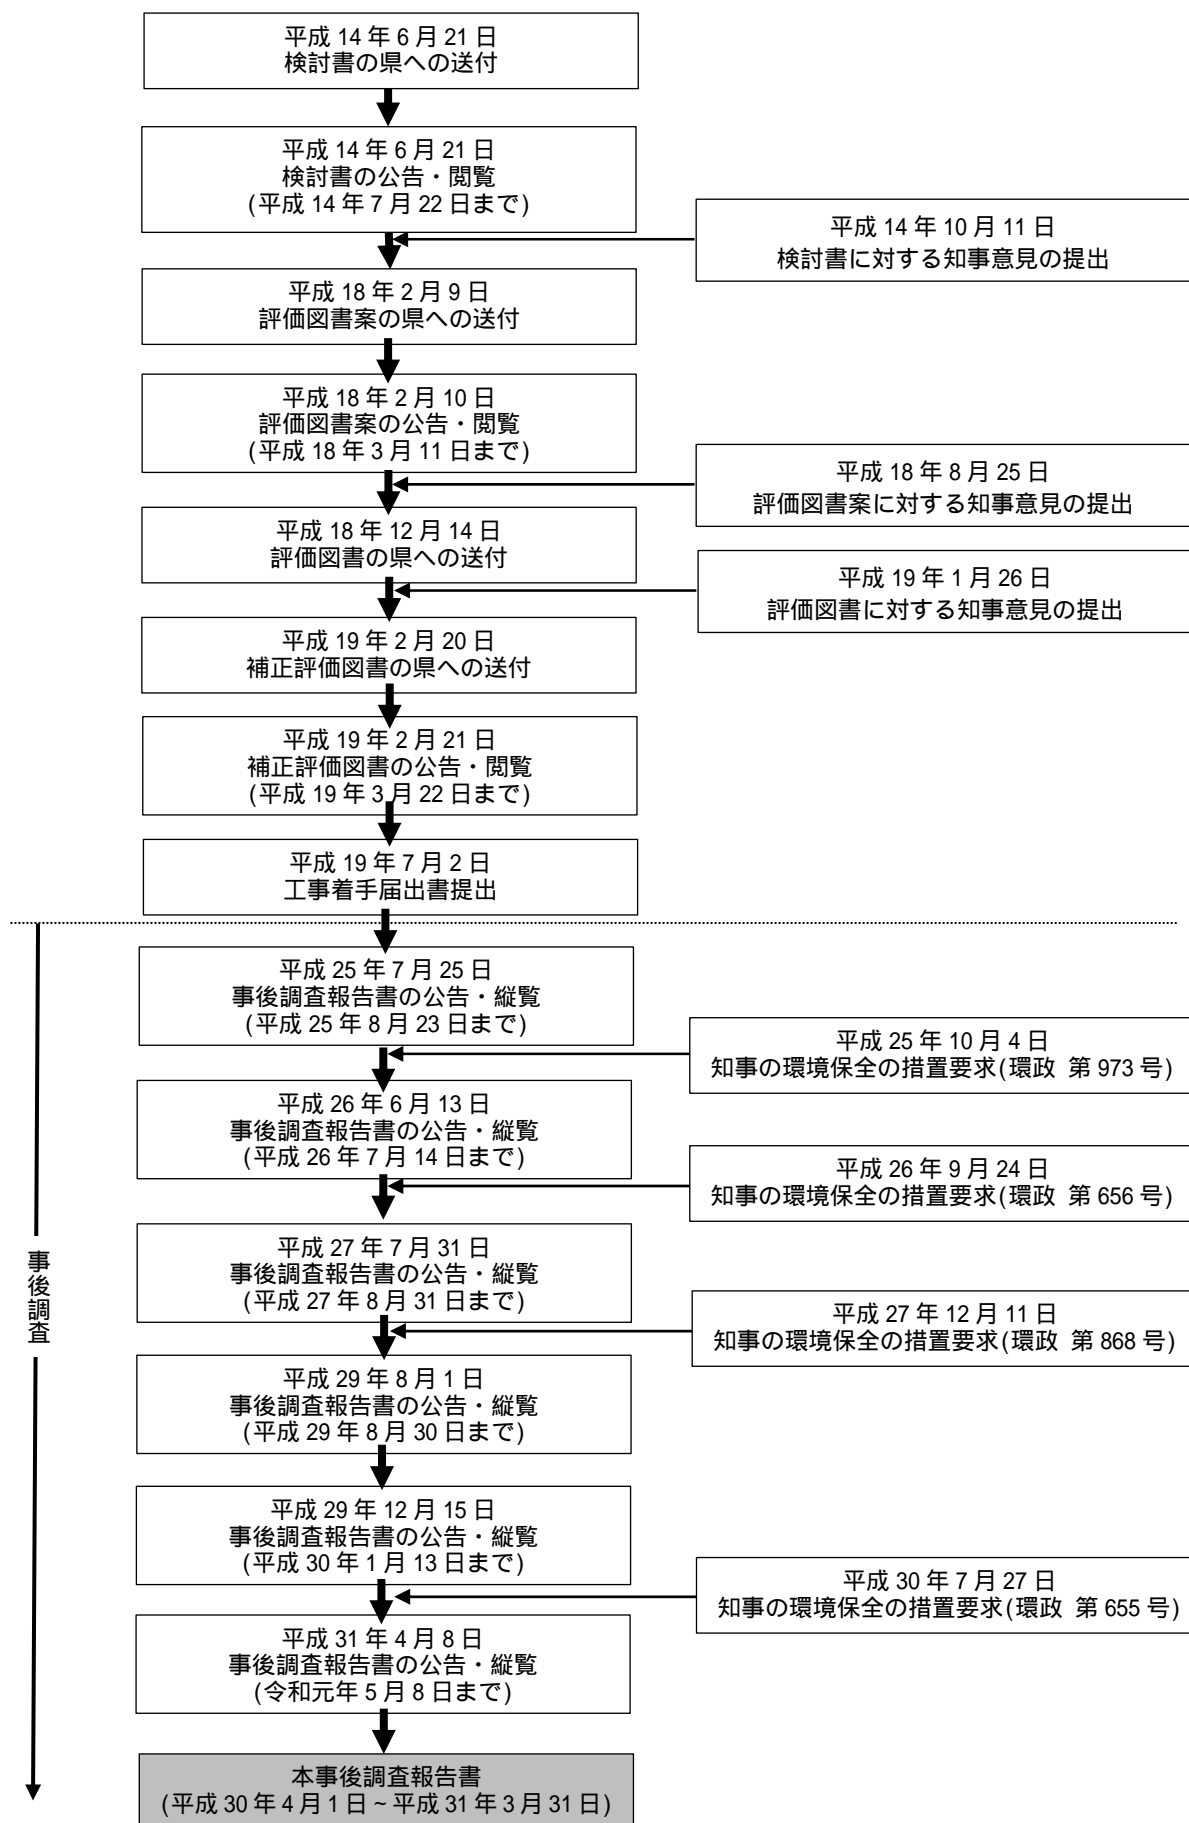 平成 14 年 6 月 21 日
検討書の県への送付
平成 14 年 6 月 21 日
検討書の公告・閲覧
(平成 14 年 7 月 22 日まで)
平成 14 年 10 月 11 日
検討書に対する知事意見の提出
平成 18 年 2 月 9 日
評価図書案の県への送付
平成 18 年 2 月 10 日
評価図書案の公告・閲覧
(平成 18 年 3 月 11 日まで)
平成 18 年 8 月 25 日
評価図書案に対する知事意見の提出
平成 18 年 12 月 14 日
評価図書の県への送付
平成 19 年 1 月 26 日
評価図書に対する知事意見の提出
平成 19 年 2 月 20 日
補正評価図書の県への送付
平成 19 年 2 月 21 日
補正評価図書の公告・閲覧
(平成 19 年 3 月 22 日まで)
平成 19 年 7 月 2 日
工事着手届出書提出
事後調査
平成 25 年 7 月 25 日
事後調査報告書の公告・縦覧
(平成 25 年 8 月 23 日まで)
平成 25 年 10 月 4 日
知事の環境保全の措置要求(環政 第 973 号)
平成 26 年 6 月 13 日
事後調査報告書の公告・縦覧
(平成 26 年 7 月 14 日まで)
平成 26 年 9 月 24 日
知事の環境保全の措置要求(環政 第 656 号)
平成 27 年 7 月 31 日
事後調査報告書の公告・縦覧
(平成 27 年 8 月 31 日まで)
平成 27 年 12 月 11 日
知事の環境保全の措置要求(環政 第 868 号)
平成 29 年 8 月 1 日
事後調査報告書の公告・縦覧
(平成 29 年 8 月 30 日まで)
平成 29 年 12 月 15 日
事後調査報告書の公告・縦覧
(平成 30 年 1 月 13 日まで)
平成 30 年 7 月 27 日
知事の環境保全の措置要求(環政 第 655 号)
平成 31 年 4 月 8 日
事後調査報告書の公告・縦覧
(令和元年 5 月 8 日まで)
本事後調査報告書
(平成 30 年 4 月 1 日 ~ 平成 31 年 3 月 31 日)